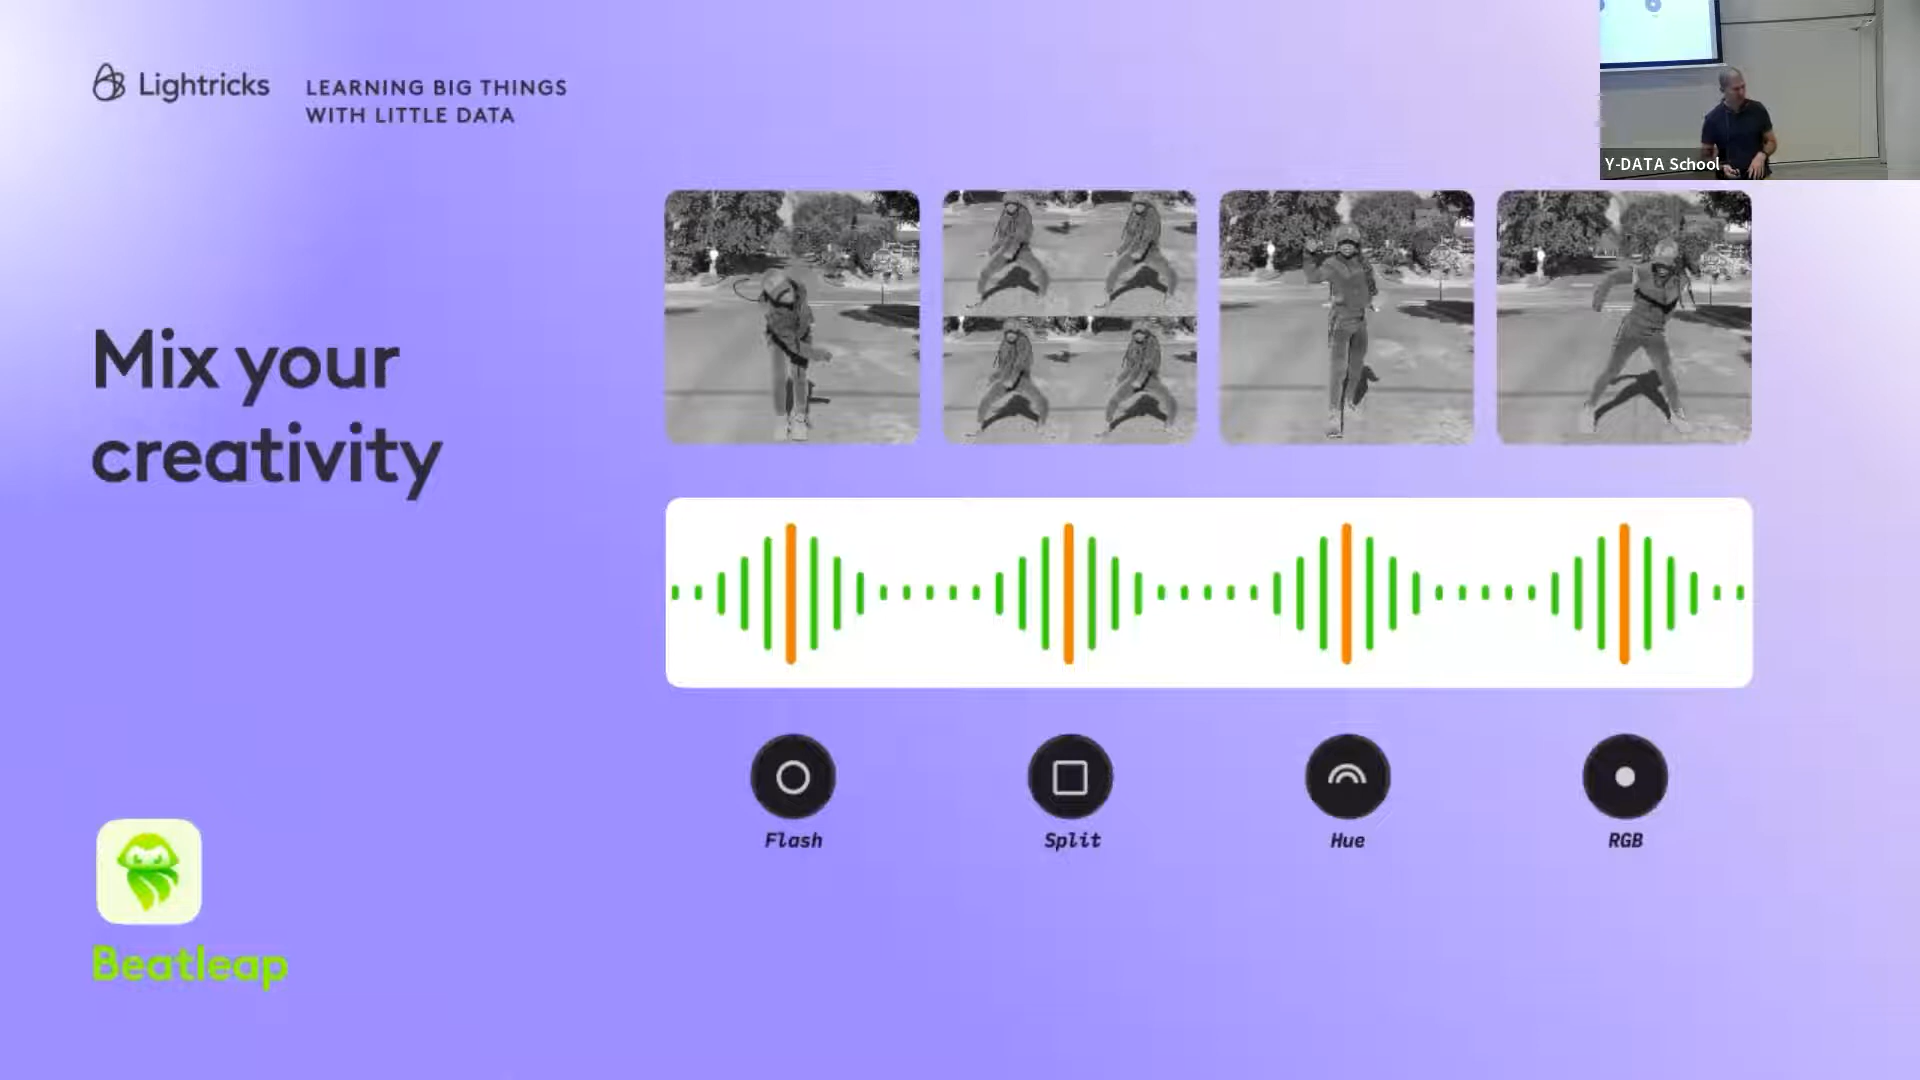 Lightricks
LEARNING BIG THINGS
WITH LITTLE DATA
Y-DATA School
Mix your
creativity
Flash
Split
Hue
RGB
Beatleap